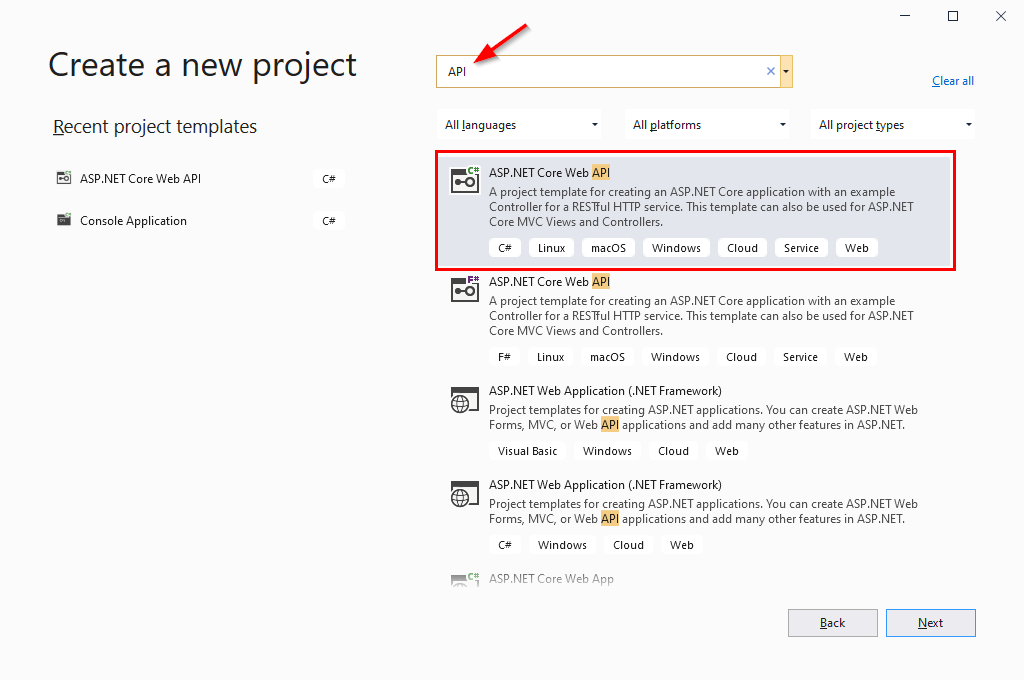 Create a new project
Recent project templates
ASP.NET Core Web API
C#
Console Application
C#
API
Clear all
All languages
All platforms
All project types
C#
ASP.NET Core Web API
A project template for creating an ASP.NET Core application with an example
Controller for a RESTful HTTP service. This template can also be used for ASP.NET
Core MVC Views and Controllers.
C# Linux macOS Windows Cloud Service Web
F#
ASP.NET Core Web API
A project template for creating an ASP.NET Core application with an example
Controller for a RESTful HTTP service. This template can also be used for ASP.NET
Core MVC Views and Controllers.
F# Linux macOS Windows Cloud Service Web
ASP.NET Web Application (.NET Framework)
Project templates for creating ASP.NET applications. You can create ASP.NET Web
Forms, MVC, or Web API applications and add many other features in ASP.NET.
Visual Basic Windows Cloud Web
ASP.NET Web Application (.NET Framework)
Project templates for creating ASP.NET applications. You can create ASP.NET Web
Forms, MVC, or Web API applications and add many other features in ASP.NET.
C# Windows Cloud Web
C#
ASP.NET Core Web App
Back
Next